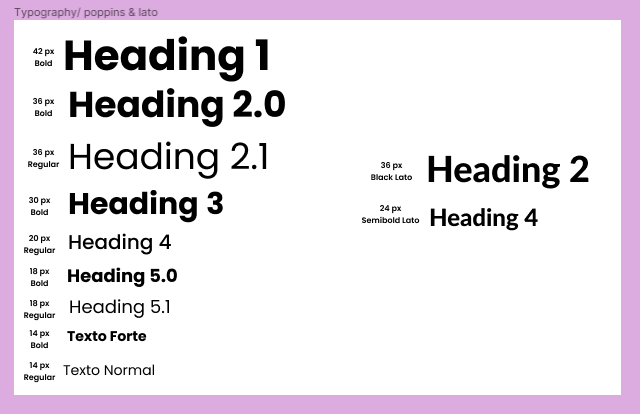 Typography/ poppins & lato
42 px
Bold
Heading 1
36 px
Bold
Heading 2.0
36 px
Regular
Heading 2.1
30 px
Bold
Heading 3
20 px
Regular
Heading 4
18 px
Bold
Heading 5.0
18 px
Regular
Heading 5.1
14 px
Bold
Texto Forte
14 px
Regular
Texto Normal
36 px
Black Lato
Heading 2
24 px
Semibold Lato
Heading 4